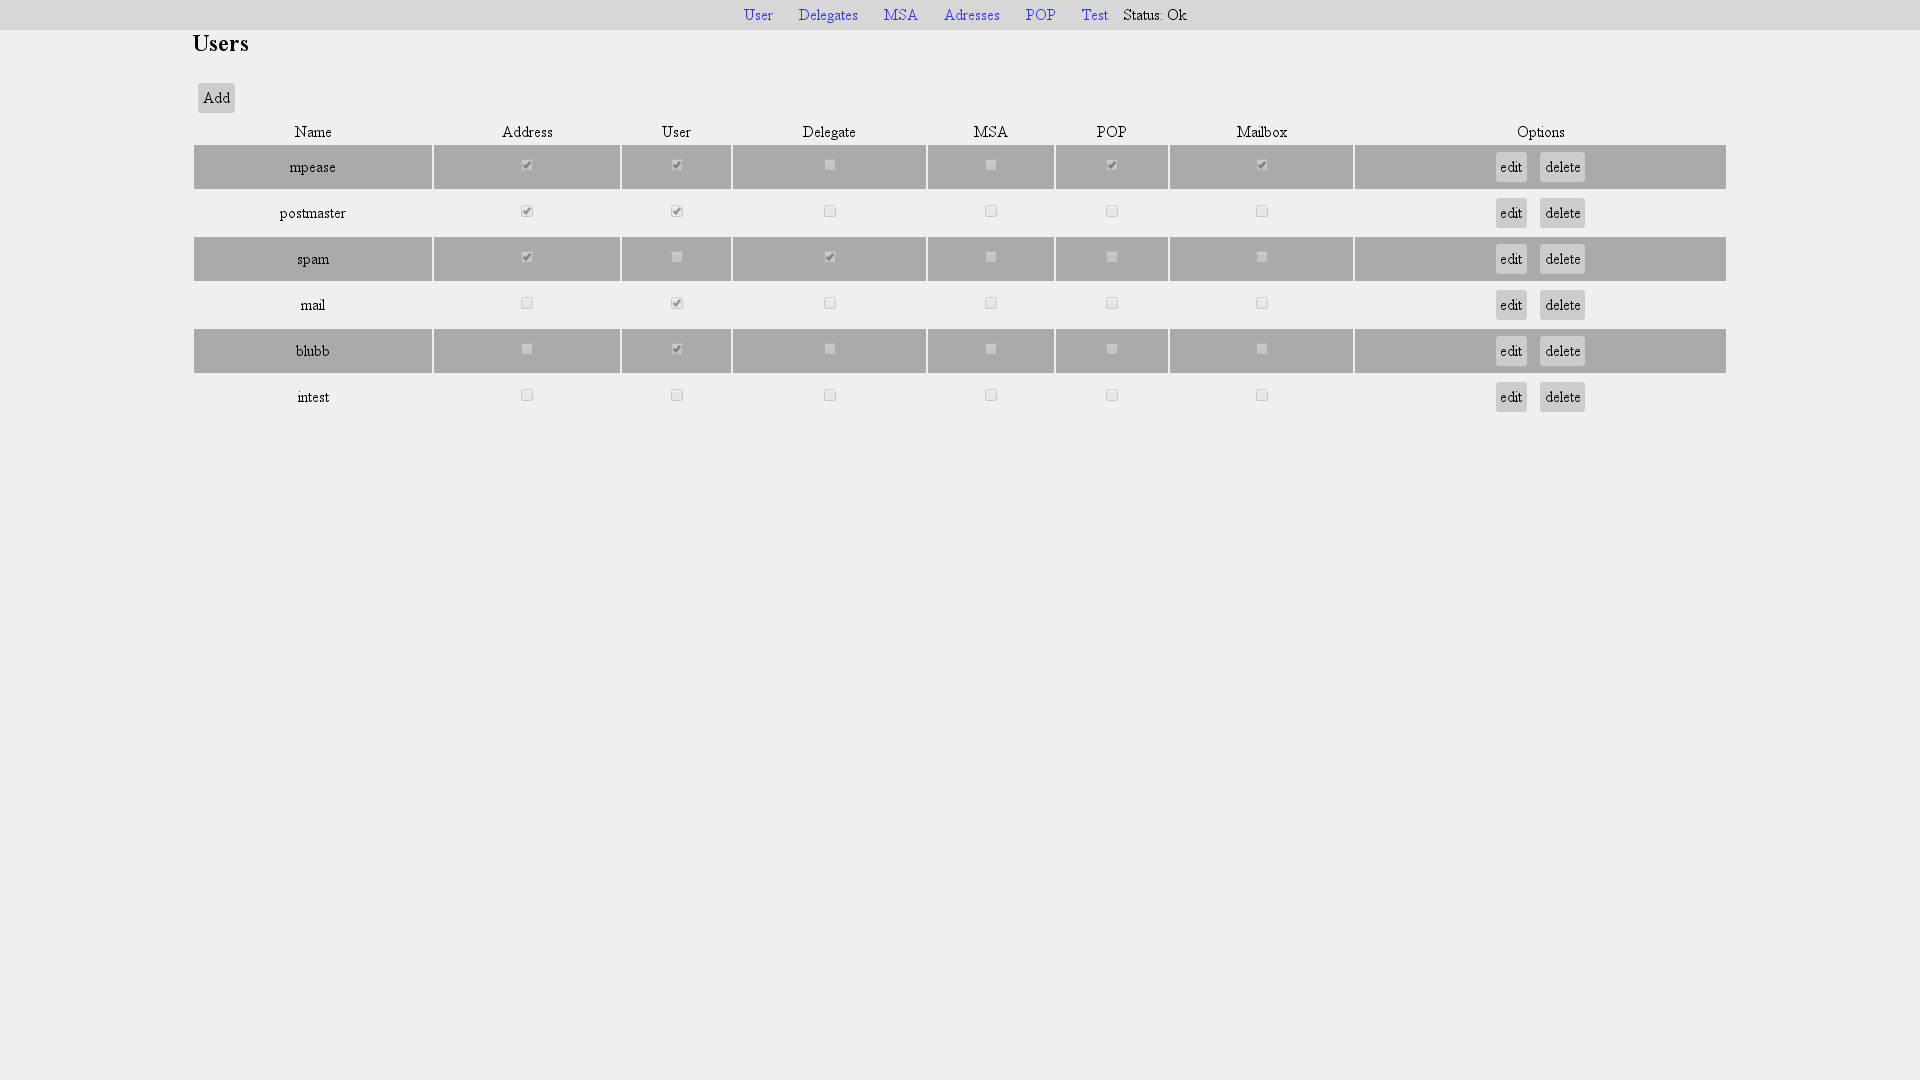 User Delegates MSA Adresses POP Test Status: Ok
Users
Add
Name Address User Delegate MSA POP Mailbox Options
mpease edit delete
postmaster edit delete
spam edit delete
mail edit delete
blubb edit delete
intest edit delete